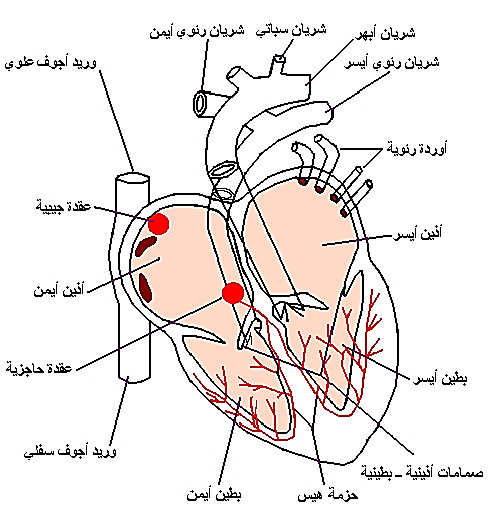 شريان سباتي
شريان رئوي أيمن
شريان أبهر
شريان رئوي أيسر
وريد أجوف علوي
أوردة رئوية
عقدة جيبية
أذين أيسر
أذين أيمن
عقدة حاجزية
بطين أيسر
وريد أجوف سفلي
صمامات أذينية ــ بطينية
بطين أيمن
حزمة هيس